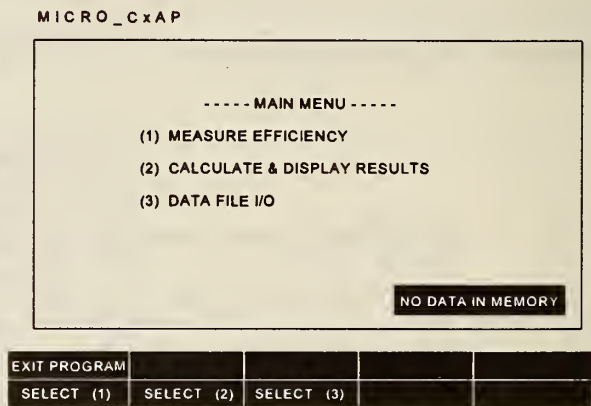 MICRO_CxAP
- - - - - MAIN MENU - - - - -
(1) MEASURE EFFICIENCY
(2) CALCULATE & DISPLAY RESULTS
(3) DATA FILE I/O
NO DATA IN MEMORY
EXIT PROGRAM
SELECT (1) SELECT (2) SELECT (3)